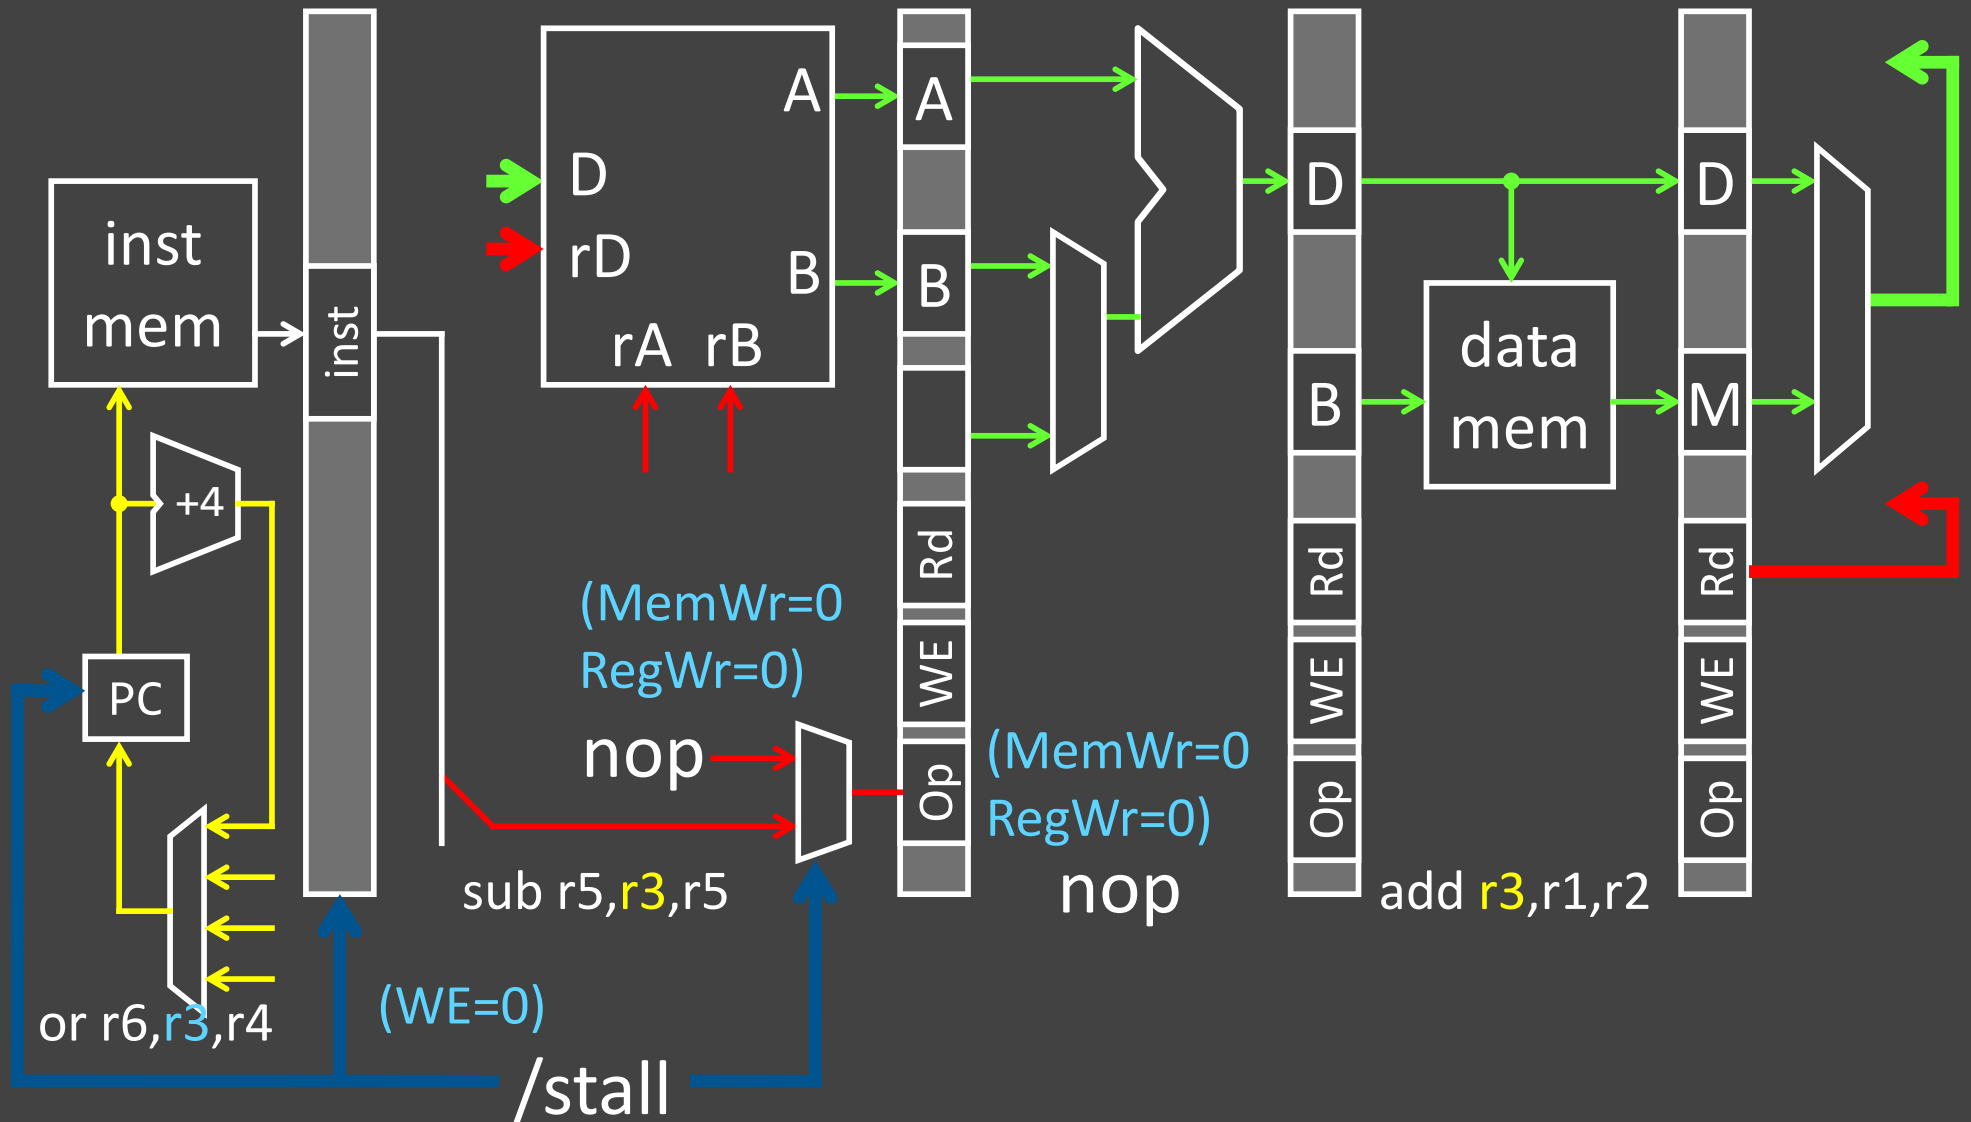 inst
mem
+4
PC
or r6,r3,r4
inst
D
rD
A
B
rA rB
(MemWr=0
RegWr=0)
nop
sub r5,r3,r5
(WE=0)
/stall
A
B
Rd
WE
Op
(MemWr=0
RegWr=0)
nop
D
B
Rd
WE
Op
data
mem
add r3,r1,r2
D
M
Rd
WE
Op